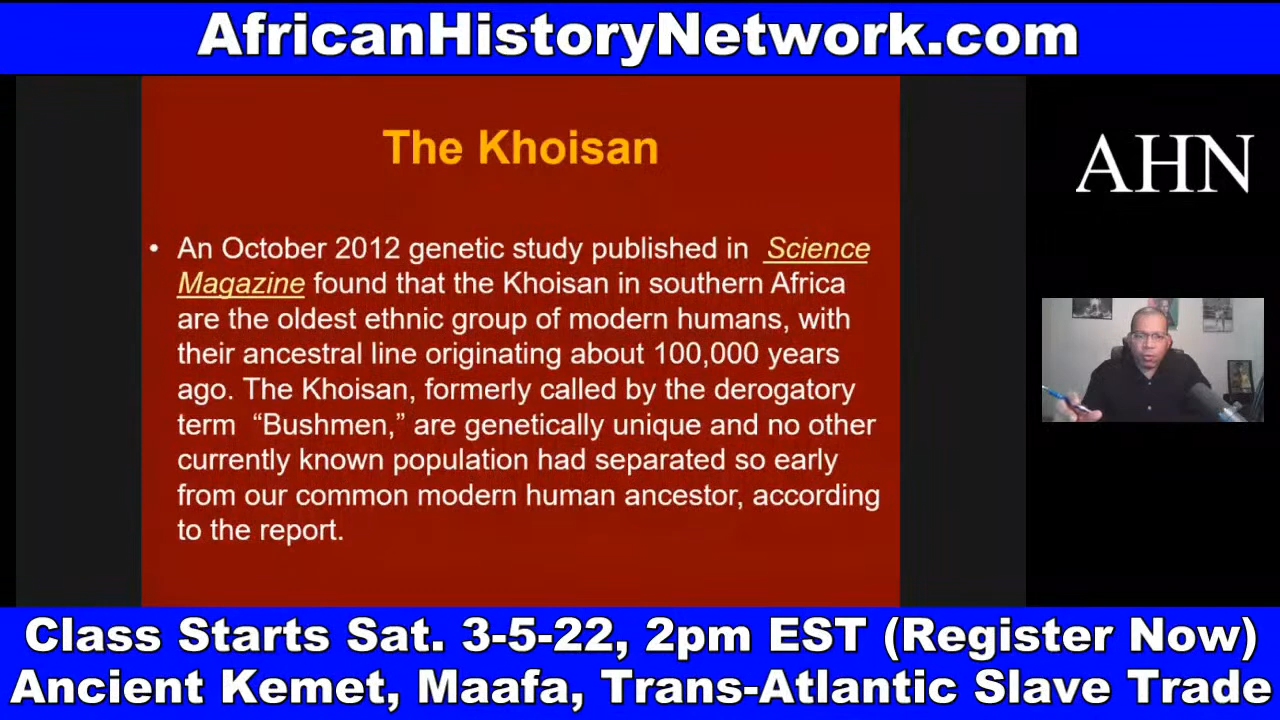 AfricanHistoryNetwork.com
AHN
The Khoisan
• An October 2012 genetic study published in Science
Magazine found that the Khoisan in southern Africa
are the oldest ethnic group of modern humans, with
their ancestral line originating about 100,000 years
ago. The Khoisan, formerly called by the derogatory
term “Bushmen,” are genetically unique and no other
currently known population had separated so early
from our common modern human ancestor, according
to the report.
Class Starts Sat. 3-5-22, 2pm EST (Register Now)
Ancient Kemet, Maafa, Trans-Atlantic Slave Trade